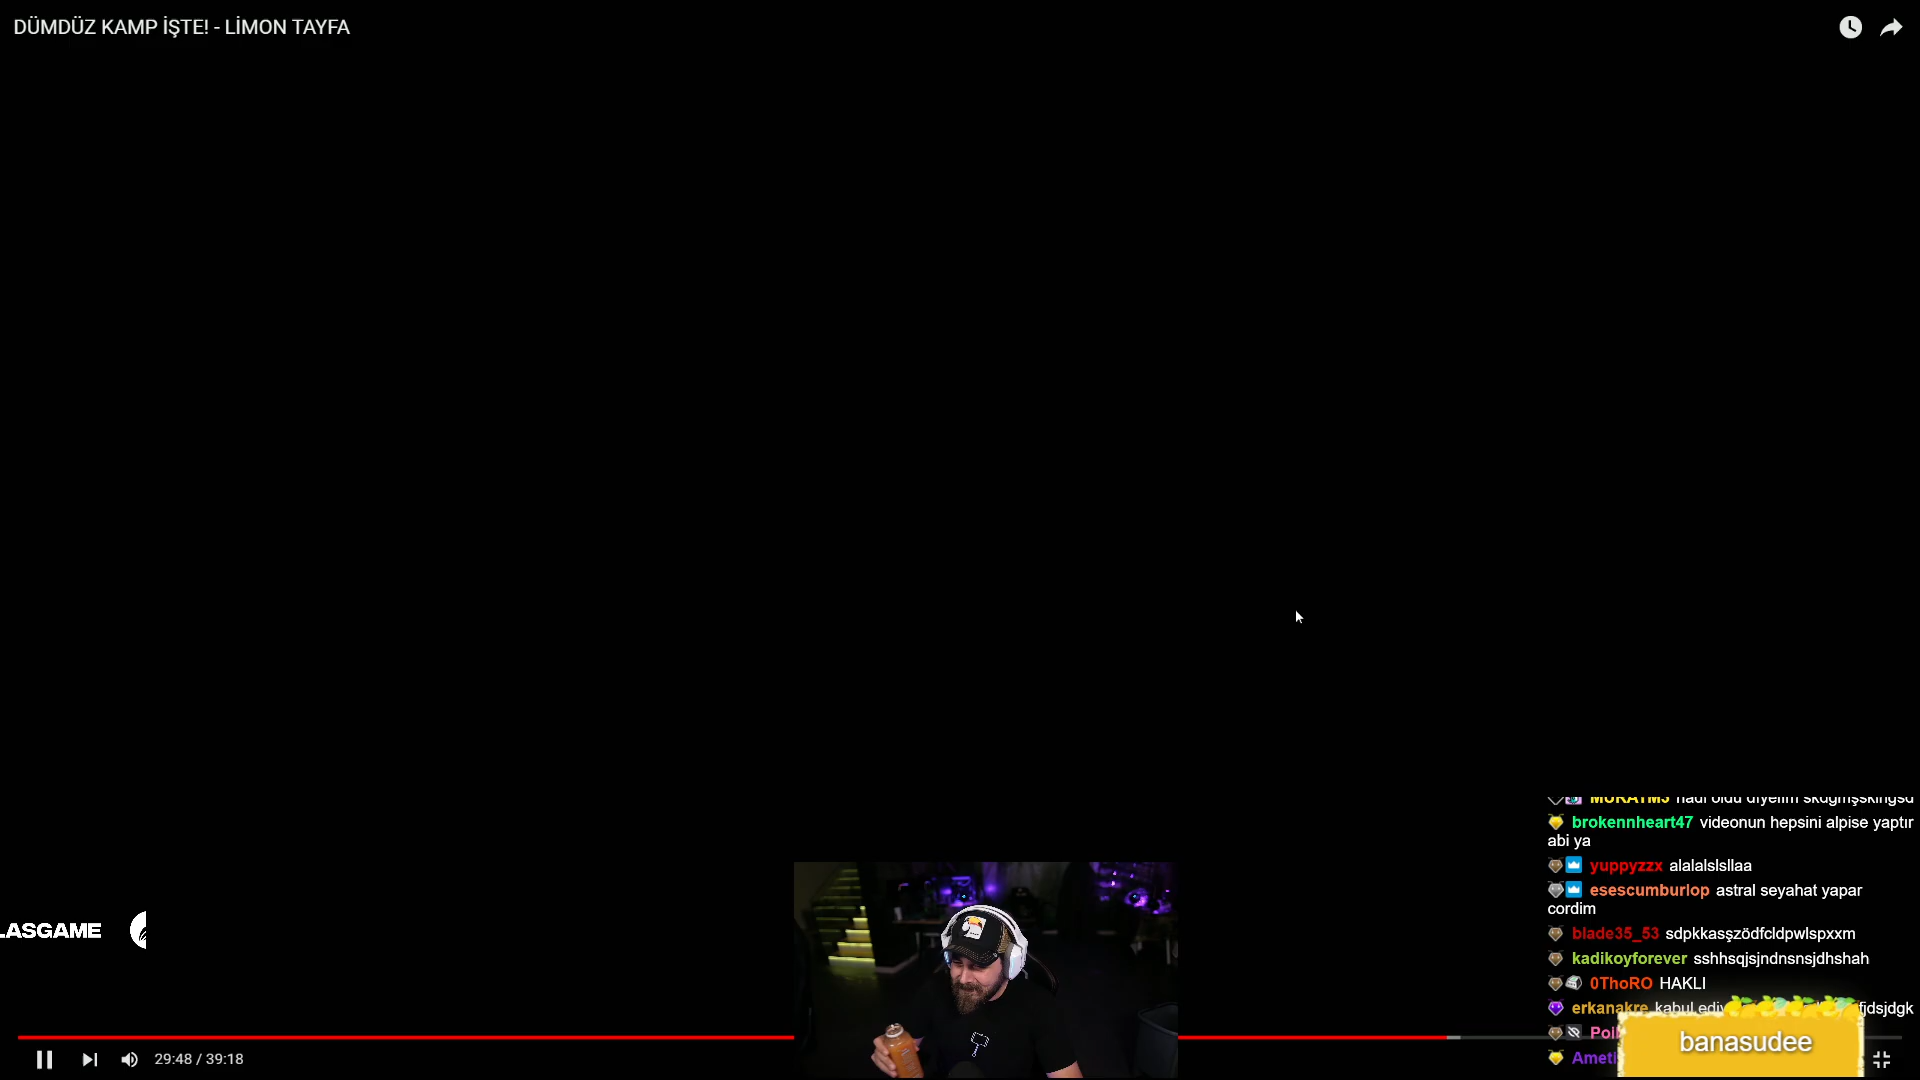 DÜMDÜZ KAMP İŞTE! - LİMON TAYFA
brokennheart47 videonun hepsini alpise yaptır
abi ya
yuppyzzx alalalslsllaa
esescumburlop astral seyahat yapar
cordim
blade35_53 sdpkkasşzödfcldpwlspxxm
kadikoyforever sshhsqjsjndnsnsjdhshah
0ThoRO HAKLI
erkanakre
banasudee
LASGAME
29:48 / 39:18